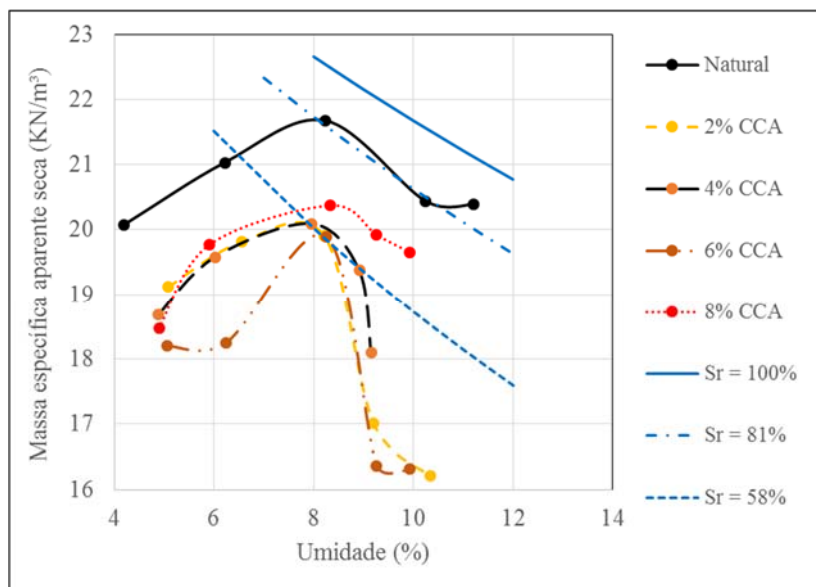 Massa específica aparente seca (KN/m³)
23
22
21
20
19
18
17
16
4
6
8
10
12
14
Umidade (%)
Natural
2% CCA
4% CCA
6% CCA
8% CCA
Sr = 100%
Sr = 81%
Sr = 58%